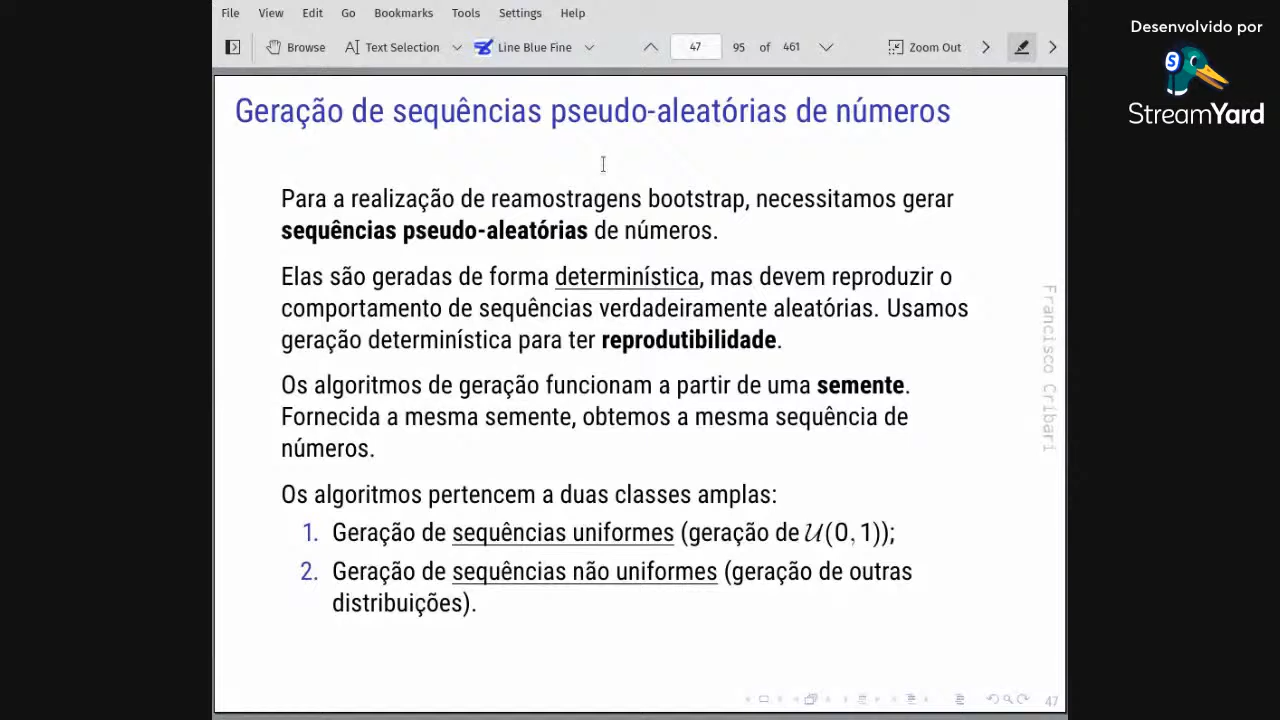 File View Edit Go Bookmarks Tools Settings Help
Desenvolvido por
Browse Text Selection Line Blue Fine 47 95 of 461 Zoom Out
S
StreamYard
Geração de sequências pseudo-aleatórias de números
Para a realização de reamostragens bootstrap, necessitamos gerar
sequências pseudo-aleatórias de números.
Elas são geradas de forma determinística, mas devem reproduzir o
comportamento de sequências verdadeiramente aleatórias. Usamos
geração determinística para ter reprodutibilidade.
Os algoritmos de geração funcionam a partir de uma semente.
Fornecida a mesma semente, obtemos a mesma sequência de
números.
Os algoritmos pertencem a duas classes amplas:
1. Geração de sequências uniformes (geração de 𝒰(0, 1));
2. Geração de sequências não uniformes (geração de outras
distribuições).
Francisco Cribari
47